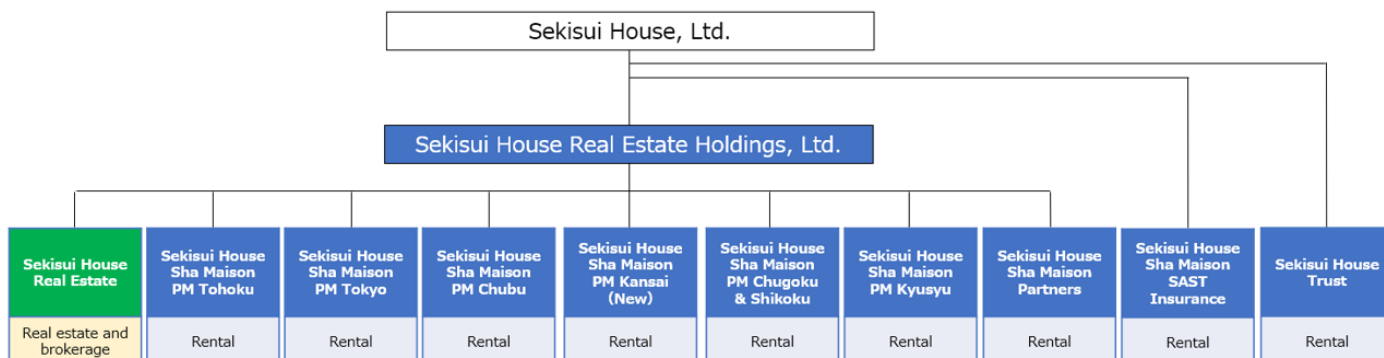 Sekisui House, Ltd.
Sekisui House Real Estate Holdings, Ltd.
Sekisui House
Real Estate
Real estate and
brokerage
Sekisui House
Sha Maison
PM Tohoku
Rental
Sekisui House
Sha Maison
PM Tokyo
Rental
Sekisui House
Sha Maison
PM Chubu
Rental
Sekisui House
Sha Maison
PM Kansai
(New)
Rental
Sekisui House
Sha Maison
PM Chugoku
& Shikoku
Rental
Sekisui House
Sha Maison
PM Kyusyu
Rental
Sekisui House
Sha Maison
Partners
Rental
Sekisui House
Sha Maison
SAST
Insurance
Rental
Sekisui House
Trust
Rental